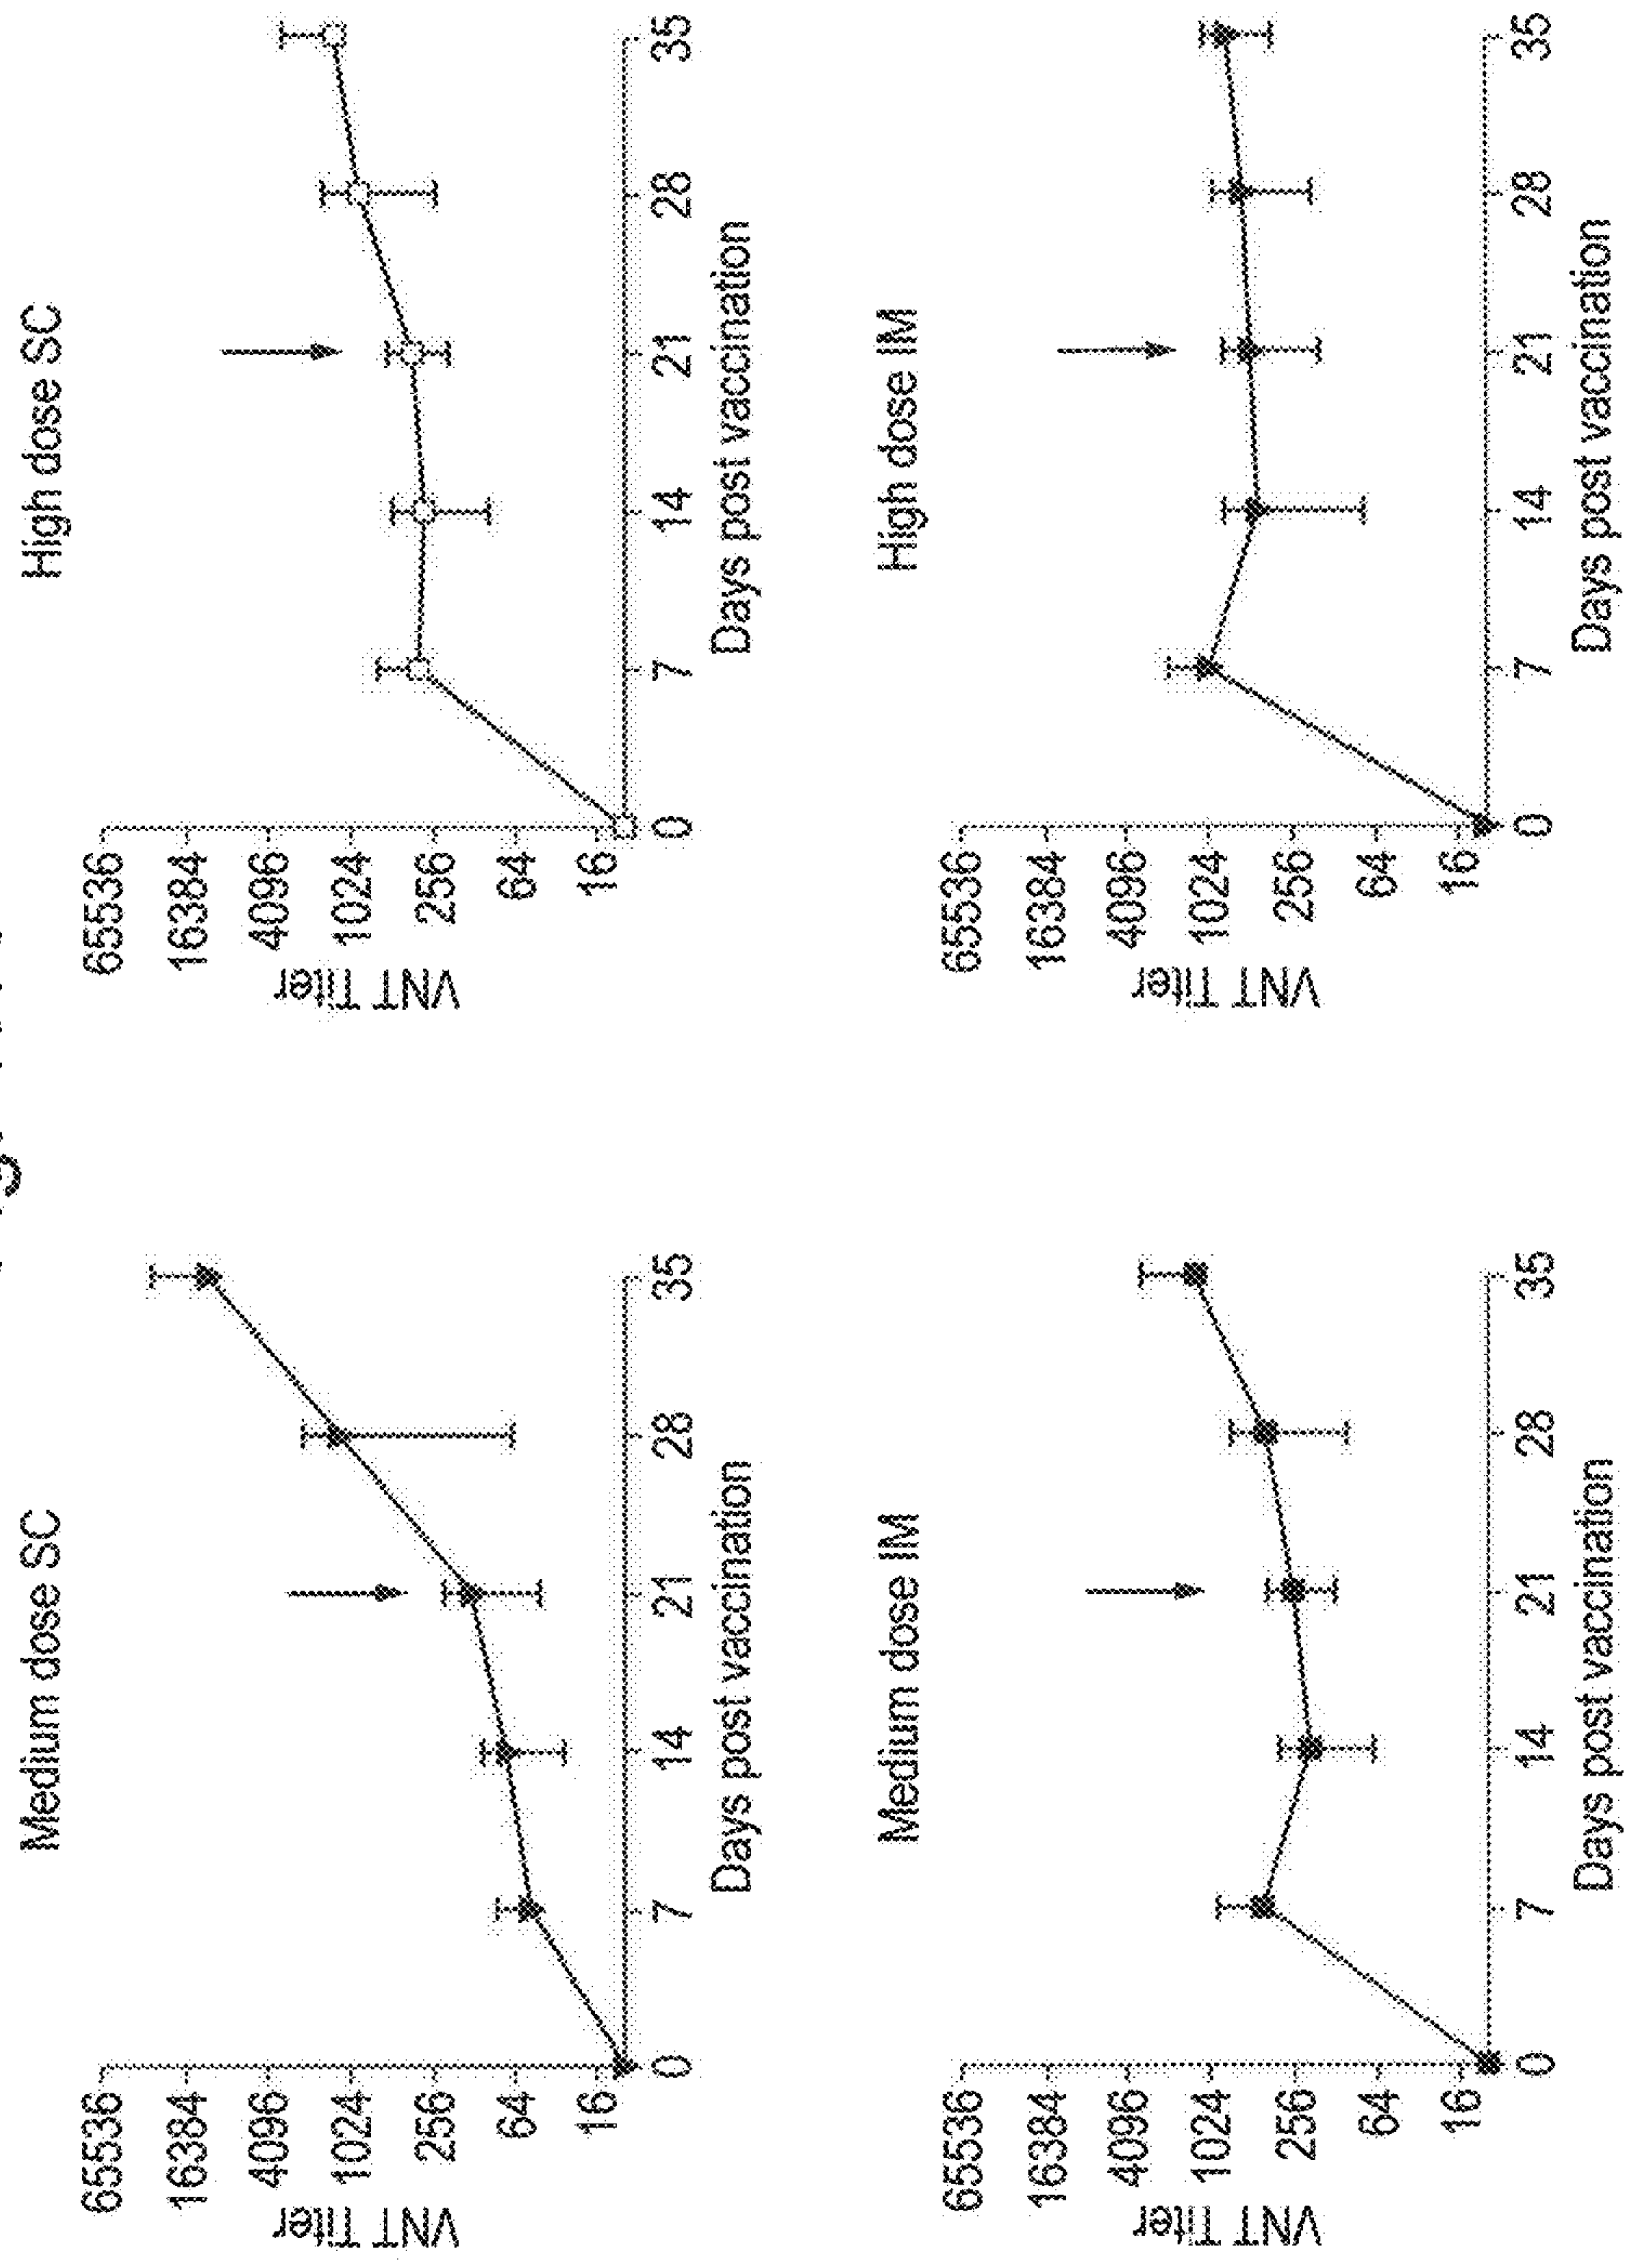 Medium dose SC
VNT Titer
65536
16384
4096
1024
256
64
16
0 7 14 21 28 35
Days post vaccination
High dose SC
VNT Titer
65536
16384
4096
1024
256
64
16
0 7 14 21 28 35
Days post vaccination
Medium dose IM
VNT Titer
65536
16384
4096
1024
256
64
16
0 7 14 21 28 35
Days post vaccination
High dose IM
VNT Titer
65536
16384
4096
1024
256
64
16
0 7 14 21 28 35
Days post vaccination